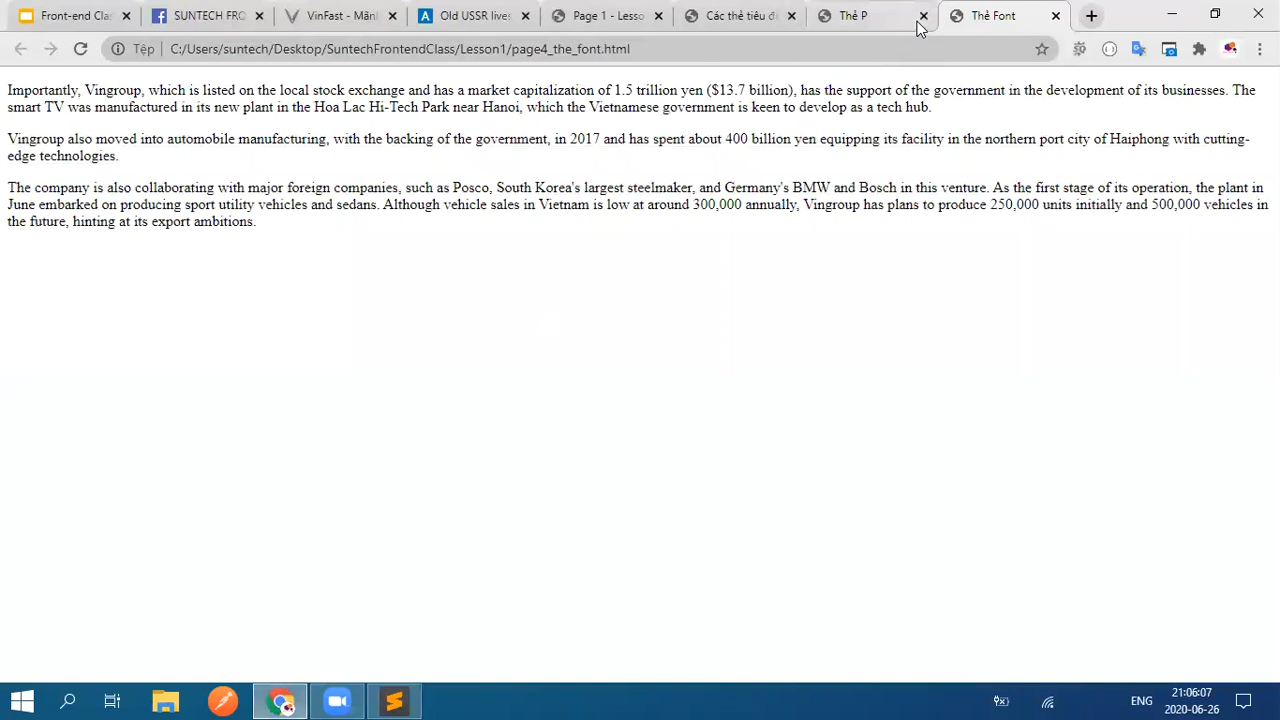 Front-end Cla
SUNTECH FRO
VinFast - Mãnh
Old USSR lives
Page 1 - Lesso
Các thẻ tiêu đề
Thẻ P
Thẻ Font
Tệp
C:/Users/suntech/Desktop/SuntechFrontendClass/Lesson1/page4_the_font.html
Importantly, Vingroup, which is listed on the local stock exchange and has a market capitalization of 1.5 trillion yen ($13.7 billion), has the support of the government in the development of its businesses. The
smart TV was manufactured in its new plant in the Hoa Lac Hi-Tech Park near Hanoi, which the Vietnamese government is keen to develop as a tech hub.
Vingroup also moved into automobile manufacturing, with the backing of the government, in 2017 and has spent about 400 billion yen equipping its facility in the northern port city of Haiphong with cutting-
edge technologies.
The company is also collaborating with major foreign companies, such as Posco, South Korea's largest steelmaker, and Germany's BMW and Bosch in this venture. As the first stage of its operation, the plant in
June embarked on producing sport utility vehicles and sedans. Although vehicle sales in Vietnam is low at around 300,000 annually, Vingroup has plans to produce 250,000 units initially and 500,000 vehicles in
the future, hinting at its export ambitions.
ENG
21:06:07
2020-06-26